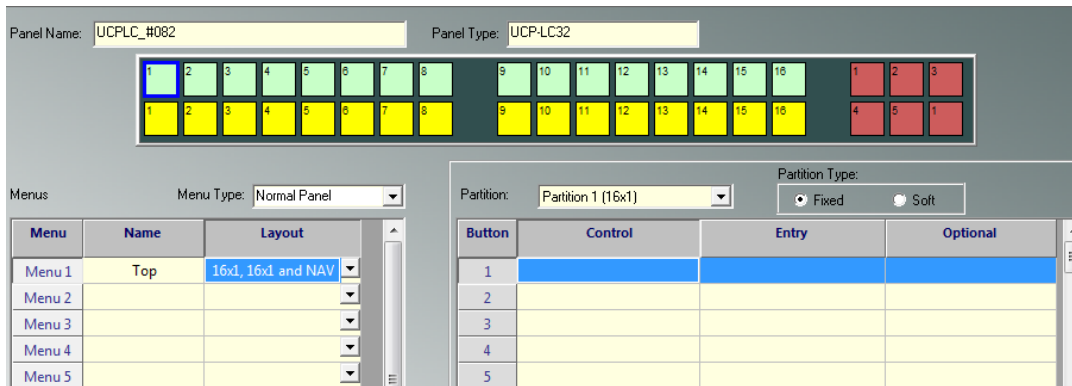 Panel Name: UCPLC_#082 Panel Type: UCP-LC32
1 2 3 4 5 6 7 8 9 10 11 12 13 14 15 16 1 2 3
1 2 3 4 5 6 7 8 9 10 11 12 13 14 15 16 4 5 1
Partition Type:
Menus Menu Type: Normal Panel Partition: Partition 1 (16x1) Fixed Soft
Menu Name Layout Button Control Entry Optional
Menu 1 Top 16x1, 16x1 and NAV 1
Menu 2 2
Menu 3 3
Menu 4 4
Menu 5 5